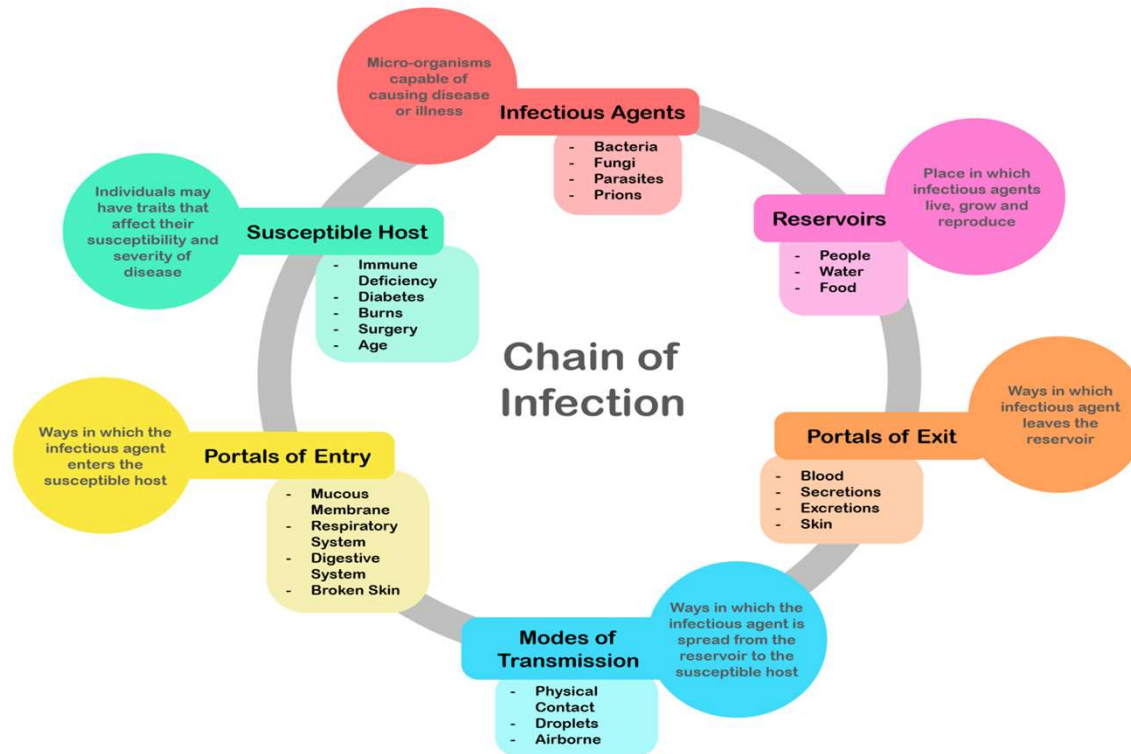 Micro-organisms
capable of
causing disease
or illness
Infectious Agents
- Bacteria
- Fungi
- Parasites
- Prions
Place in which
infectious agents
live, grow and
reproduce
Reservoirs
- People
- Water
- Food
Ways in which
infectious agent
leaves the
reservoir
Portals of Exit
- Blood
- Secretions
- Excretions
- Skin
Ways in which the
infectious agent is
spread from the
reservoir to the
susceptible host
Modes of
Transmission
- Physical
Contact
- Droplets
- Airborne
Ways in which the
infectious agent
enters the
susceptible host
Portals of Entry
- Mucous
Membrane
- Respiratory
System
- Digestive
System
- Broken Skin
Individuals may
have traits that
affect their
susceptibility and
severity of
disease
Susceptible Host
- Immune
Deficiency
- Diabetes
- Burns
- Surgery
- Age
Chain of
Infection